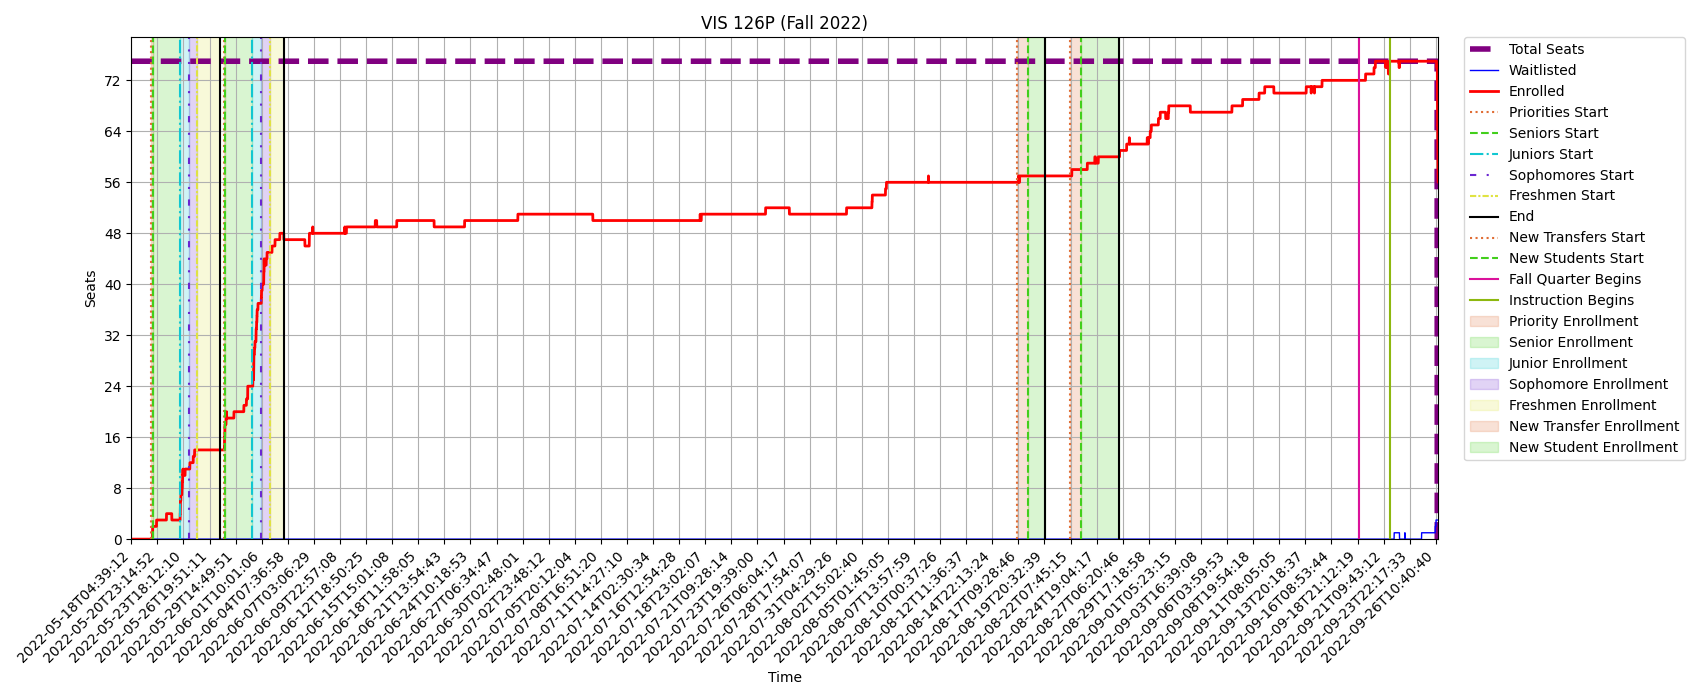 VIS 126P (Fall 2022)
Seats
72
64
56
48
40
32
24
16
8
0
2022-05-18T04:39:12
2022-05-20T23:14:52
2022-05-23T18:12:10
2022-05-26T19:51:11
2022-05-29T14:49:51
2022-06-01T10:01:06
2022-06-04T07:36:58
2022-06-07T03:06:29
2022-06-09T22:57:08
2022-06-12T18:50:25
2022-06-15T15:01:08
2022-06-18T11:58:05
2022-06-21T13:54:43
2022-06-24T10:18:53
2022-06-27T06:34:47
2022-06-30T02:48:01
2022-07-02T23:48:12
2022-07-05T20:12:04
2022-07-08T16:51:20
2022-07-11T14:27:10
2022-07-14T02:30:34
2022-07-16T12:54:28
2022-07-18T23:02:07
2022-07-21T09:28:14
2022-07-23T19:39:00
2022-07-26T06:04:17
2022-07-28T17:54:07
2022-07-31T04:29:26
2022-08-02T15:02:40
2022-08-05T01:45:05
2022-08-07T13:57:59
2022-08-10T00:37:26
2022-08-12T11:36:37
2022-08-14T22:13:24
2022-08-17T09:28:46
2022-08-19T20:32:39
2022-08-22T07:45:15
2022-08-24T19:04:17
2022-08-27T06:20:46
2022-08-29T17:18:58
2022-09-01T05:23:15
2022-09-03T16:39:08
2022-09-06T03:59:53
2022-09-08T19:54:18
2022-09-11T08:05:05
2022-09-13T20:18:37
2022-09-16T08:53:44
2022-09-18T21:12:19
2022-09-21T09:43:12
2022-09-23T22:17:33
2022-09-26T10:40:40
Time
Total Seats
Waitlisted
Enrolled
Priorities Start
Seniors Start
Juniors Start
Sophomores Start
Freshmen Start
End
New Transfers Start
New Students Start
Fall Quarter Begins
Instruction Begins
Priority Enrollment
Senior Enrollment
Junior Enrollment
Sophomore Enrollment
Freshmen Enrollment
New Transfer Enrollment
New Student Enrollment